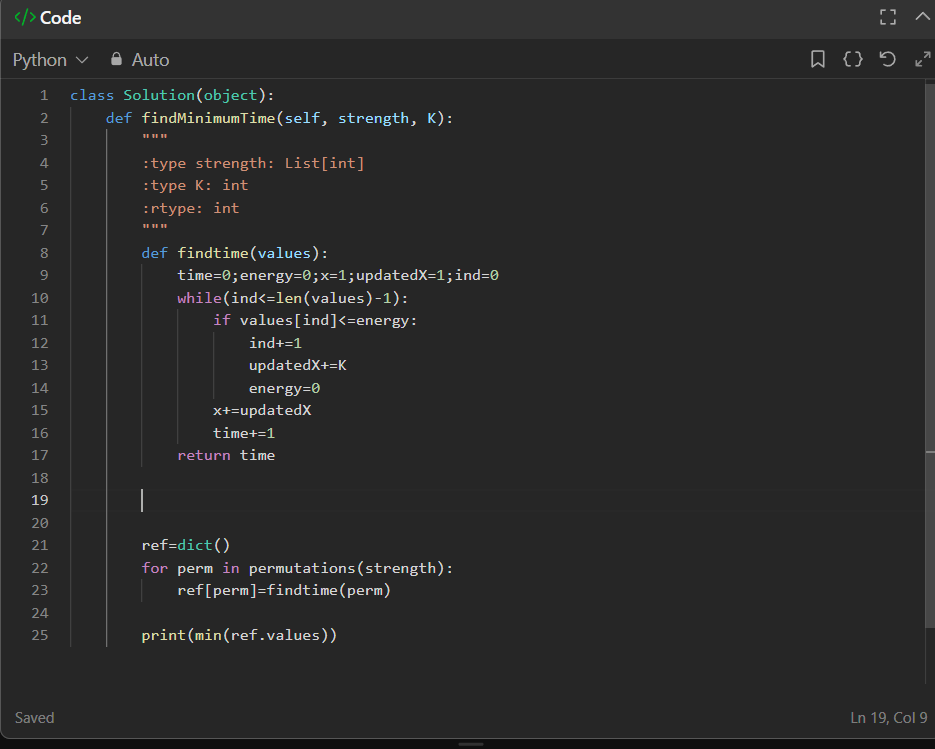 </> Code
Python Auto
1 class Solution(object):
2     def findMinimumTime(self, strength, K):
3         """
4         :type strength: List[int]
5         :type K: int
6         :rtype: int
7         """
8         def findtime(values):
9             time=0;energy=0;x=1;updatedX=1;ind=0
10             while(ind<=len(values)-1):
11                 if values[ind]<=energy:
12                     ind+=1
13                     updatedX+=K
14                     energy=0
15                 x+=updatedX
16                 time+=1
17             return time
18
19
20
21         ref=dict()
22         for perm in permutations(strength):
23             ref[perm]=findtime(perm)
24
25         print(min(ref.values))
Saved Ln 19, Col 9